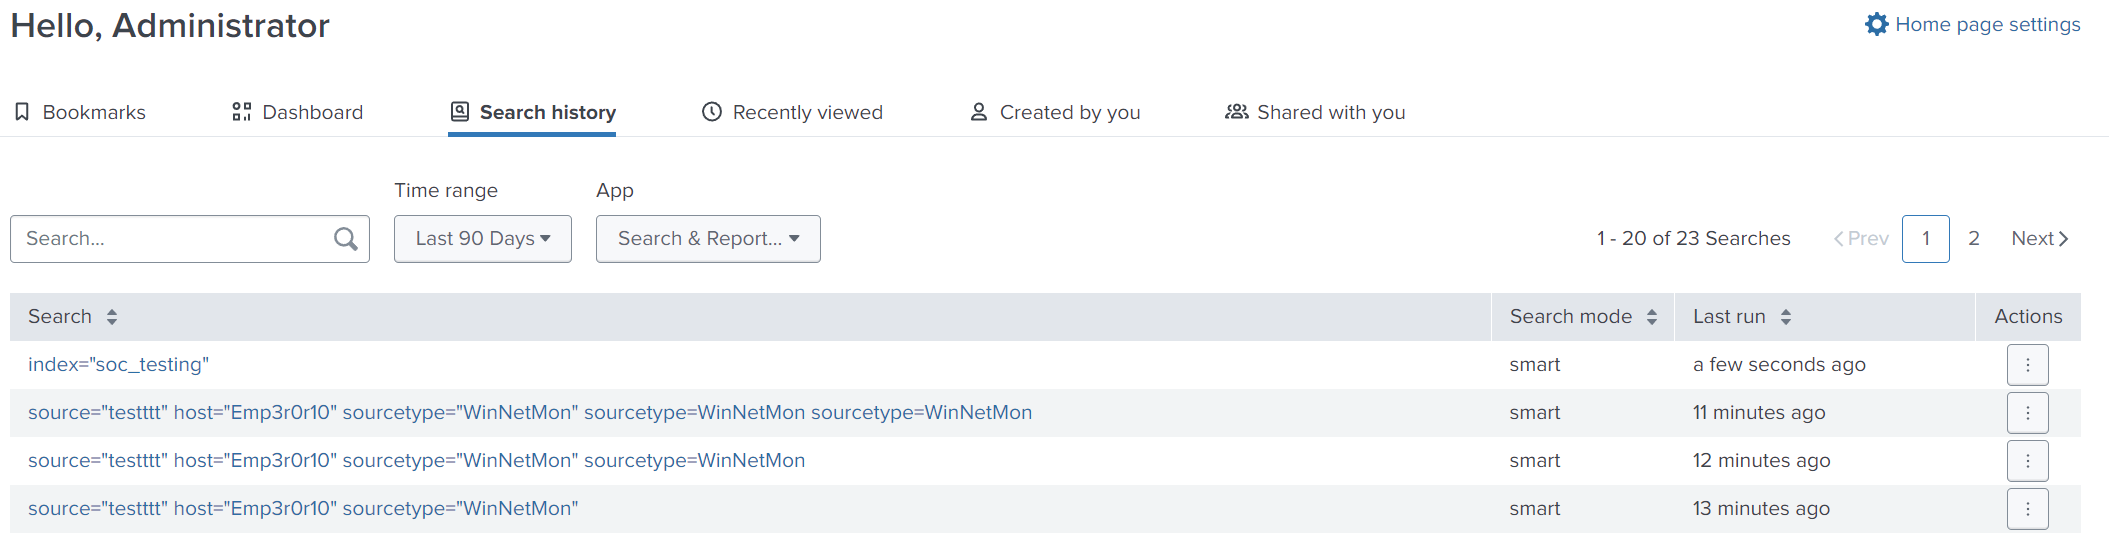 Hello, Administrator
Home page settings
Bookmarks Dashboard Search history Recently viewed Created by you Shared with you
Time range App
Search... Last 90 Days Search & Report... 1 - 20 of 23 Searches Prev 1 2 Next
Search Search mode Last run Actions
index="soc_testing" smart a few seconds ago
source="testttt" host="Emp3r0r10" sourcetype="WinNetMon" sourcetype=WinNetMon sourcetype=WinNetMon smart 11 minutes ago
source="testttt" host="Emp3r0r10" sourcetype="WinNetMon" sourcetype=WinNetMon smart 12 minutes ago
source="testttt" host="Emp3r0r10" sourcetype="WinNetMon" smart 13 minutes ago